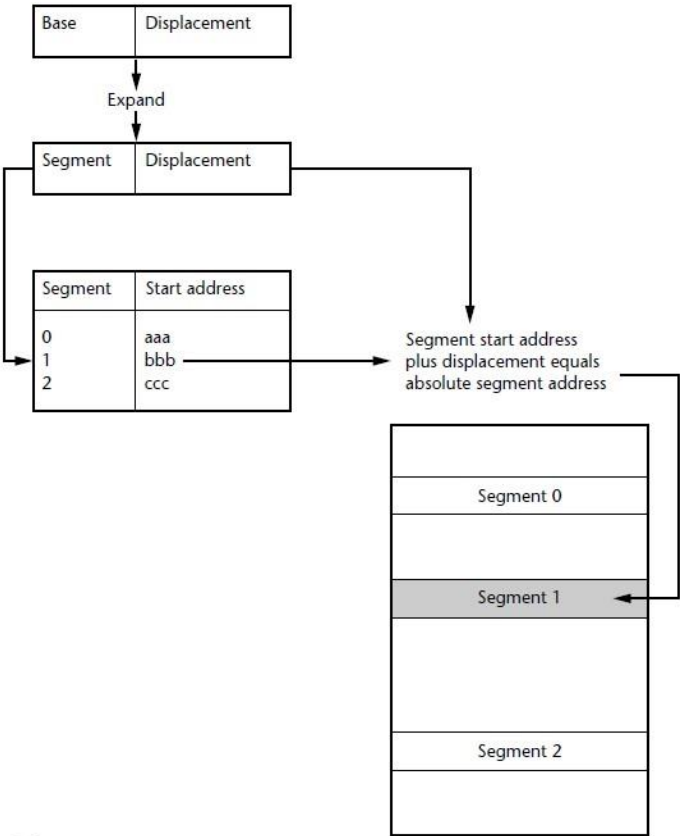 Base Displacement
Expand
Segment Displacement
Segment Start address
0 aaa
1 bbb
2 ccc
Segment start address
plus displacement equals
absolute segment address
Segment 0
Segment 1
Segment 2